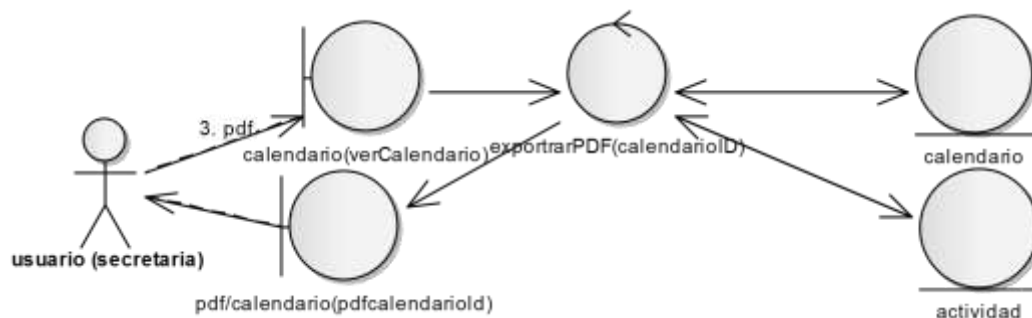 3. pdf
calendario(verCalendario)
exportrarPDF(calendarioID)
calendario
usuario (secretaria)
pdf/calendario(pdfcalendarioId)
actividad